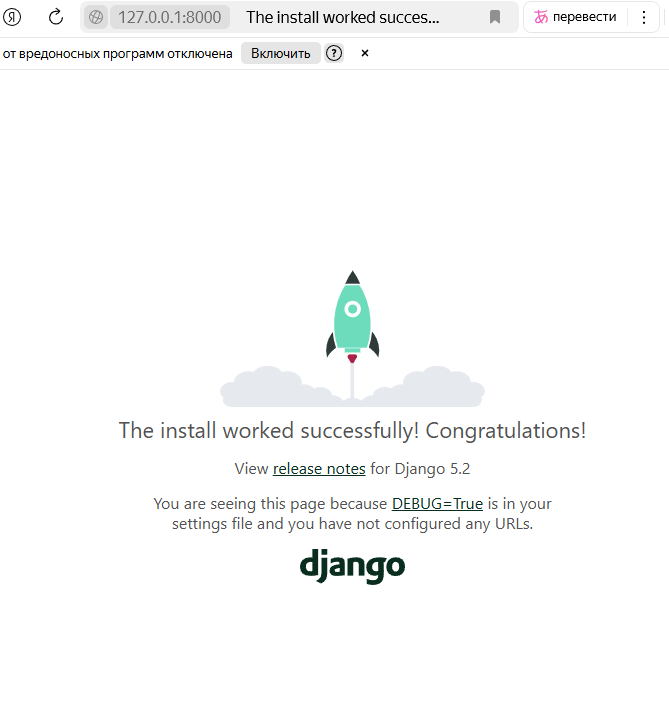 Я 127.0.0.1:8000 The install worked succes... あ перевести
от вредоносных программ отключена Включить ? ×
The install worked successfully! Congratulations!
View release notes for Django 5.2
You are seeing this page because DEBUG=True is in your
settings file and you have not configured any URLs.
django